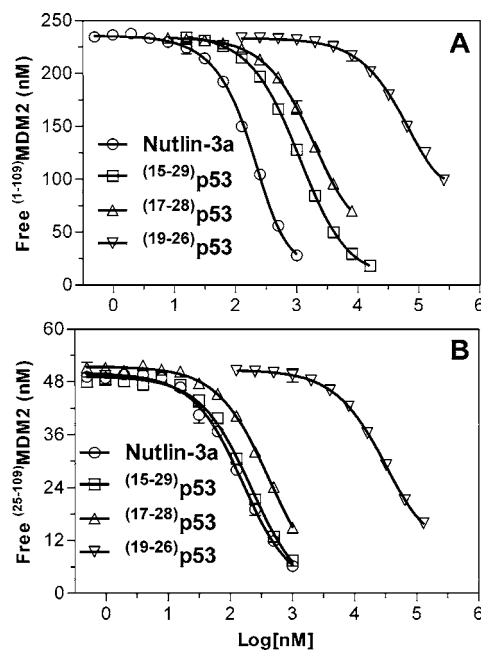 A
250
200
150
100
50
0
Free (1-109)MDM2 (nM)
Nutlin-3a
(15-29)p53
(17-28)p53
(19-26)p53
0 1 2 3 4 5 6
B
60
48
36
24
12
0
Free (25-109)MDM2 (nM)
Nutlin-3a
(15-29)p53
(17-28)p53
(19-26)p53
0 1 2 3 4 5 6
Log[nM]